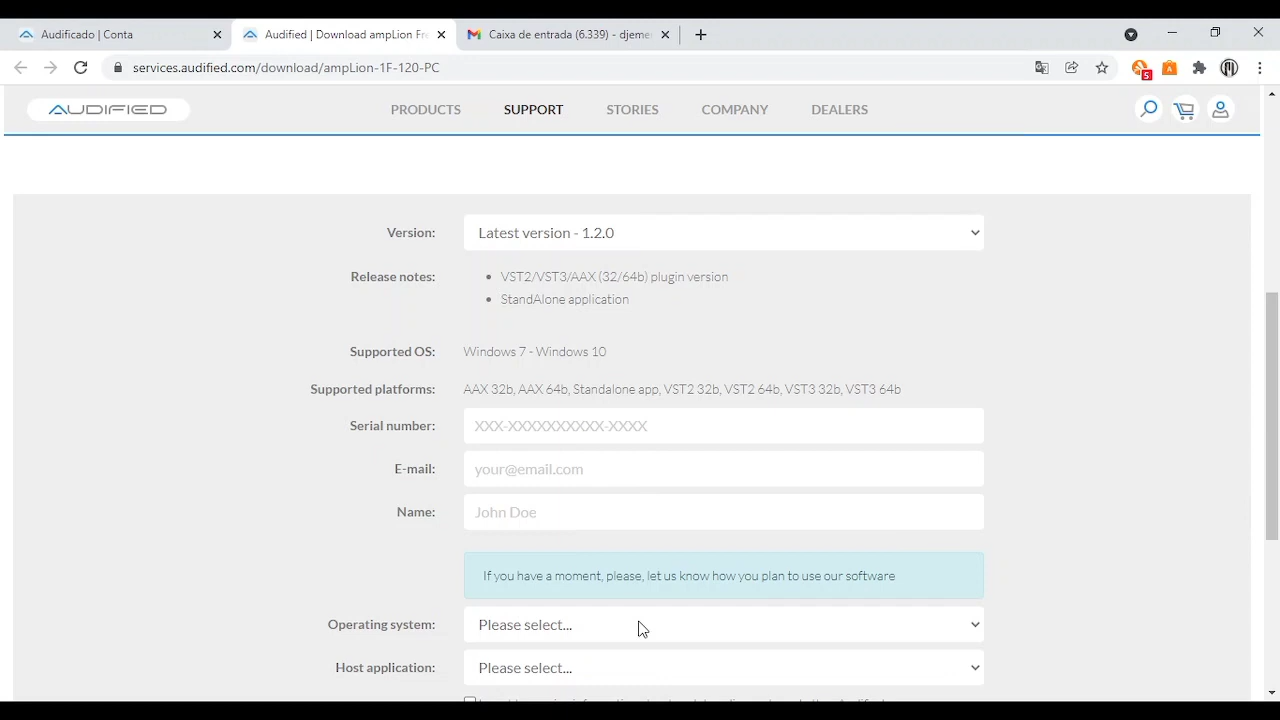 Audificado | Conta
Audified | Download ampLion Fre
Caixa de entrada (6.339) - djeme
services.audified.com/download/ampLion-1F-120-PC
5
A
AUDIFIED
PRODUCTS
SUPPORT
STORIES
COMPANY
DEALERS
Version:
Latest version - 1.2.0
Release notes:
• VST2/VST3/AAX (32/64b) plugin version
• StandAlone application
Supported OS:
Windows 7 - Windows 10
Supported platforms:
AAX 32b, AAX 64b, Standalone app, VST2 32b, VST2 64b, VST3 32b, VST3 64b
Serial number:
XXX-XXXXXXXXXX-XXXX
E-mail:
your@email.com
Name:
John Doe
If you have a moment, please, let us know how you plan to use our software
Operating system:
Please select...
Host application:
Please select...